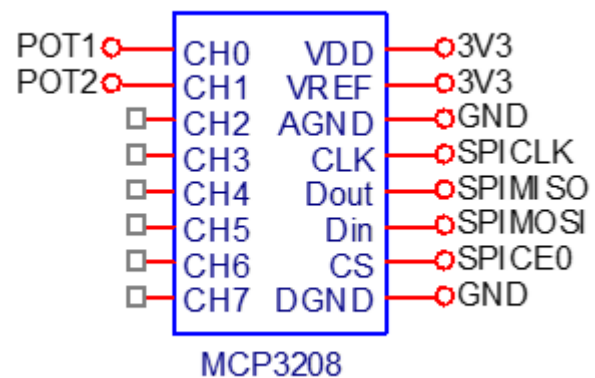 POT1 CH0 VDD 3V3
POT2 CH1 VREF 3V3
CH2 AGND GND
CH3 CLK SPICLK
CH4 Dout SPIMISO
CH5 Din SPIMOSI
CH6 CS SPICE0
CH7 DGND GND
MCP3208